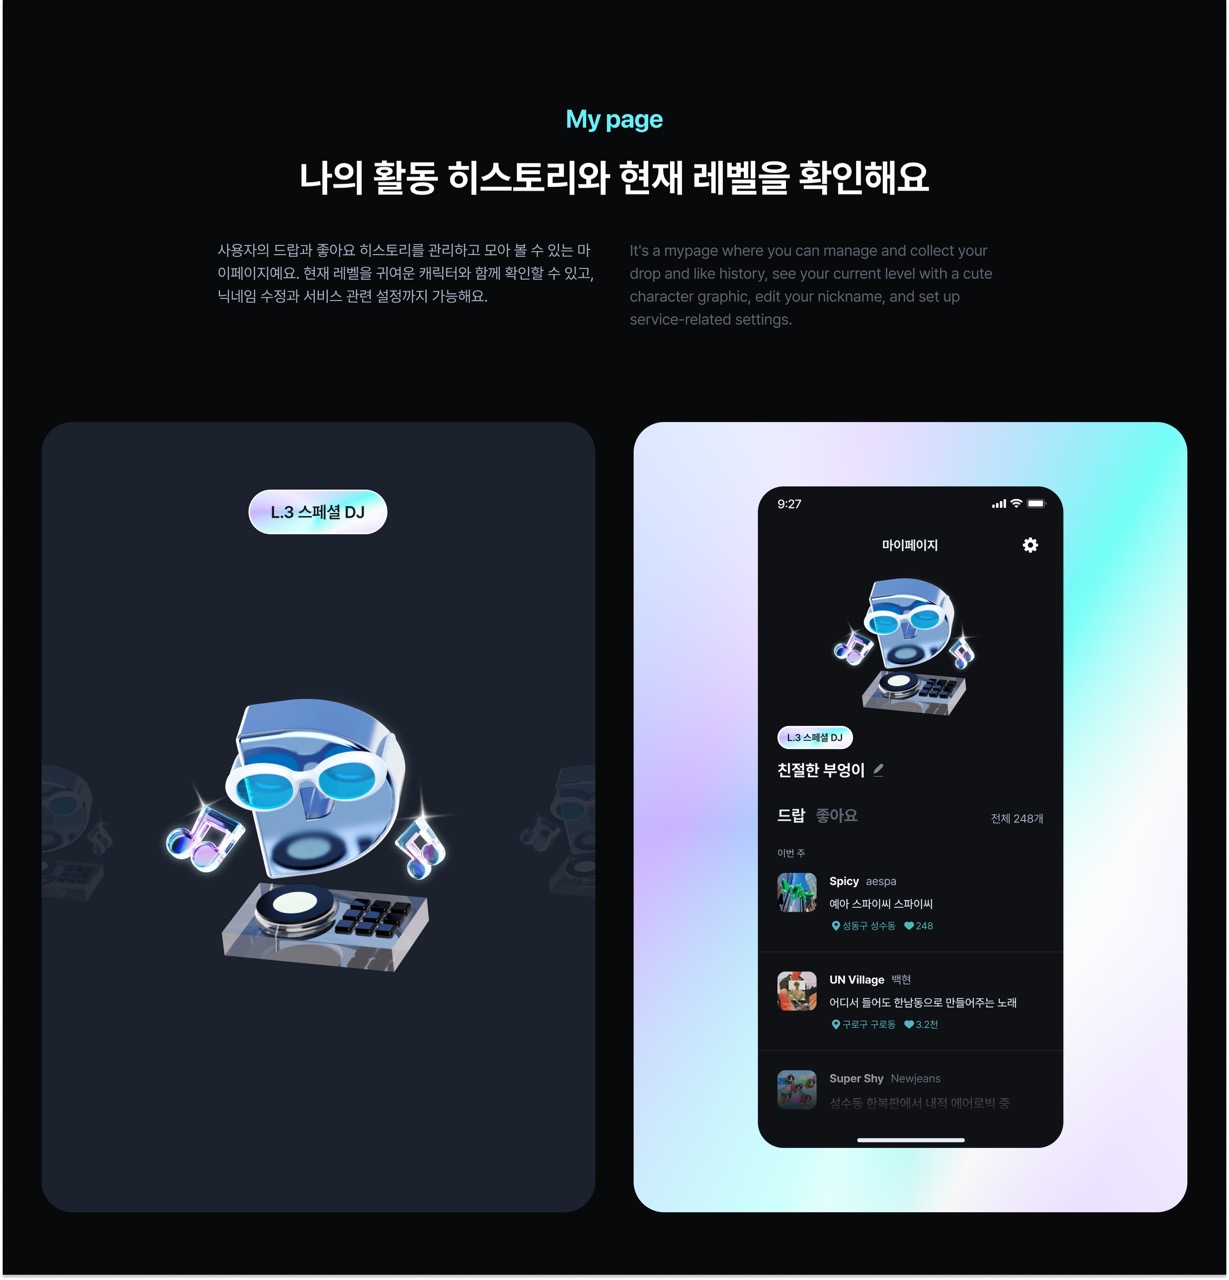 My page
나의 활동 히스토리와 현재 레벨을 확인해요
사용자의 드랍과 좋아요 히스토리를 관리하고 모아 볼 수 있는 마
이페이지예요. 현재 레벨을 귀여운 캐릭터와 함께 확인할 수 있고,
닉네임 수정과 서비스 관련 설정까지 가능해요.
It's a mypage where you can manage and collect your
drop and like history, see your current level with a cute
character graphic, edit your nickname, and set up
service-related settings.
L.3 스페셜 DJ
9:27
마이페이지
L.3 스페셜 DJ
친절한 부엉이
드랍 좋아요 전체 248개
이번 주
Spicy aespa
예아 스파이씨 스파이씨
성동구 성수동 248
UN Village 백현
어디서 들어도 한남동으로 만들어주는 노래
구로구 구로동 3.2천
Super Shy Newjeans
성수동 한복판에서 내적 에어로빅 중